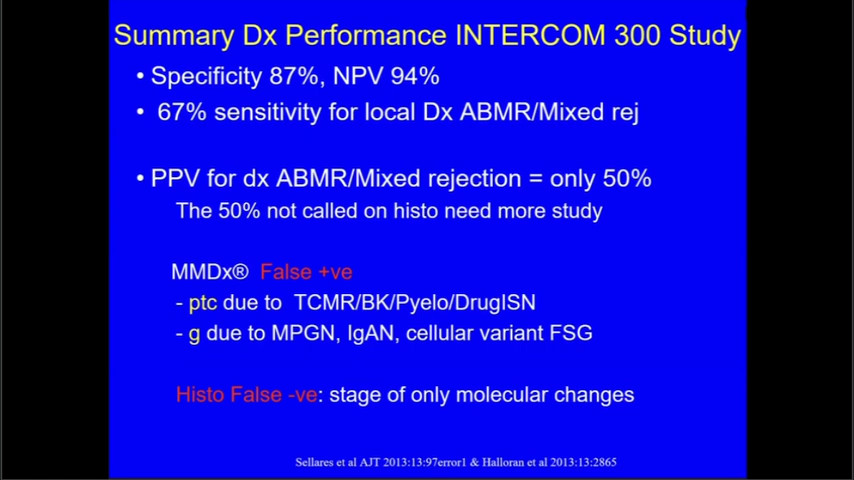 Summary Dx Performance INTERCOM 300 Study
• Specificity 87%, NPV 94%
• 67% sensitivity for local Dx ABMR/Mixed rej
• PPV for dx ABMR/Mixed rejection = only 50%
The 50% not called on histo need more study
MMDx® False +ve
- ptc due to TCMR/BK/Pyelo/DrugISN
- g due to MPGN, IgAN, cellular variant FSG
Histo False -ve: stage of only molecular changes
Sellares et al AJT 2013:13:97error1 & Halloran et al 2013:13:2865